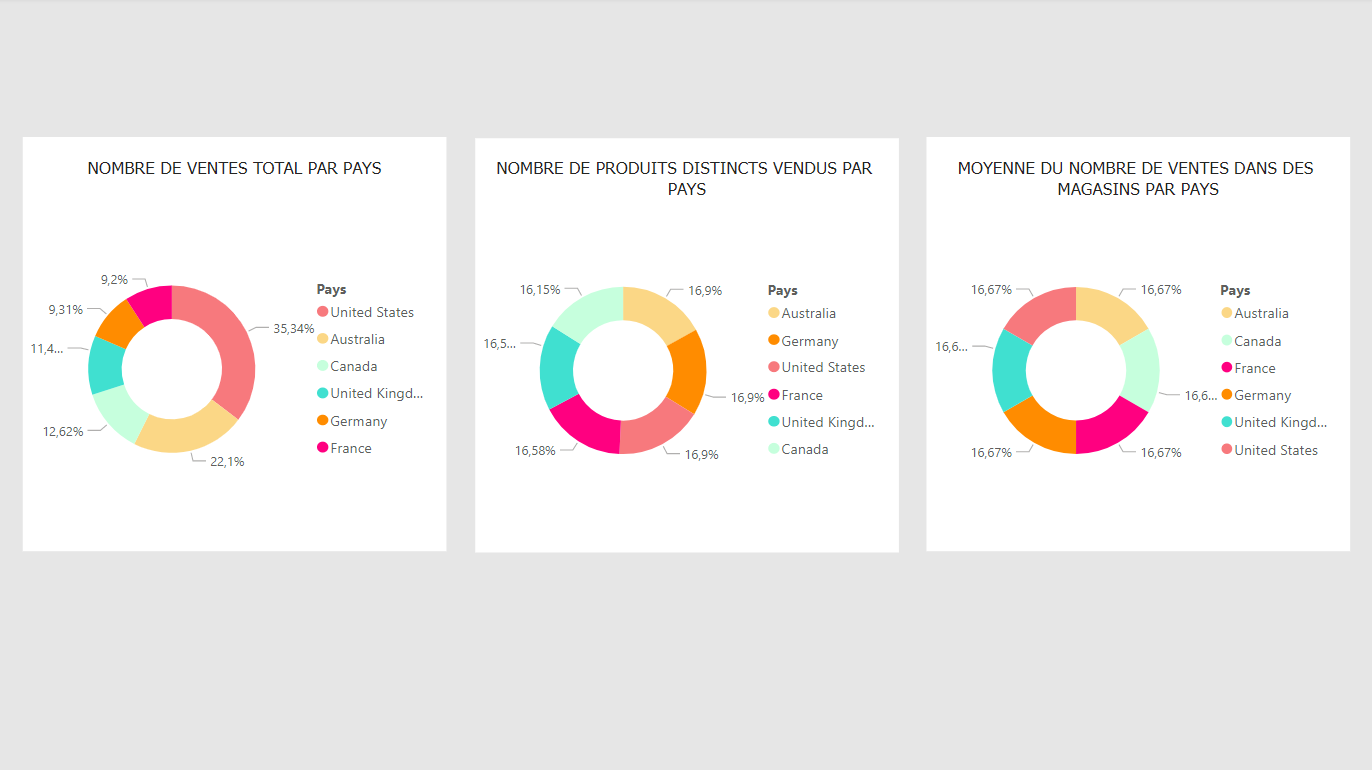 NOMBRE DE VENTES TOTAL PAR PAYS
9,2%
9,31%
11,4...
12,62%
22,1%
35,34%
Pays
United States
Australia
Canada
United Kingd...
Germany
France
NOMBRE DE PRODUITS DISTINCTS VENDUS PAR
PAYS
16,15%
16,9%
16,5...
16,9%
16,58%
16,9%
Pays
Australia
Germany
United States
France
United Kingd...
Canada
MOYENNE DU NOMBRE DE VENTES DANS DES
MAGASINS PAR PAYS
16,67%
16,67%
16,6...
16,6...
16,67%
16,67%
Pays
Australia
Canada
France
Germany
United Kingd...
United States